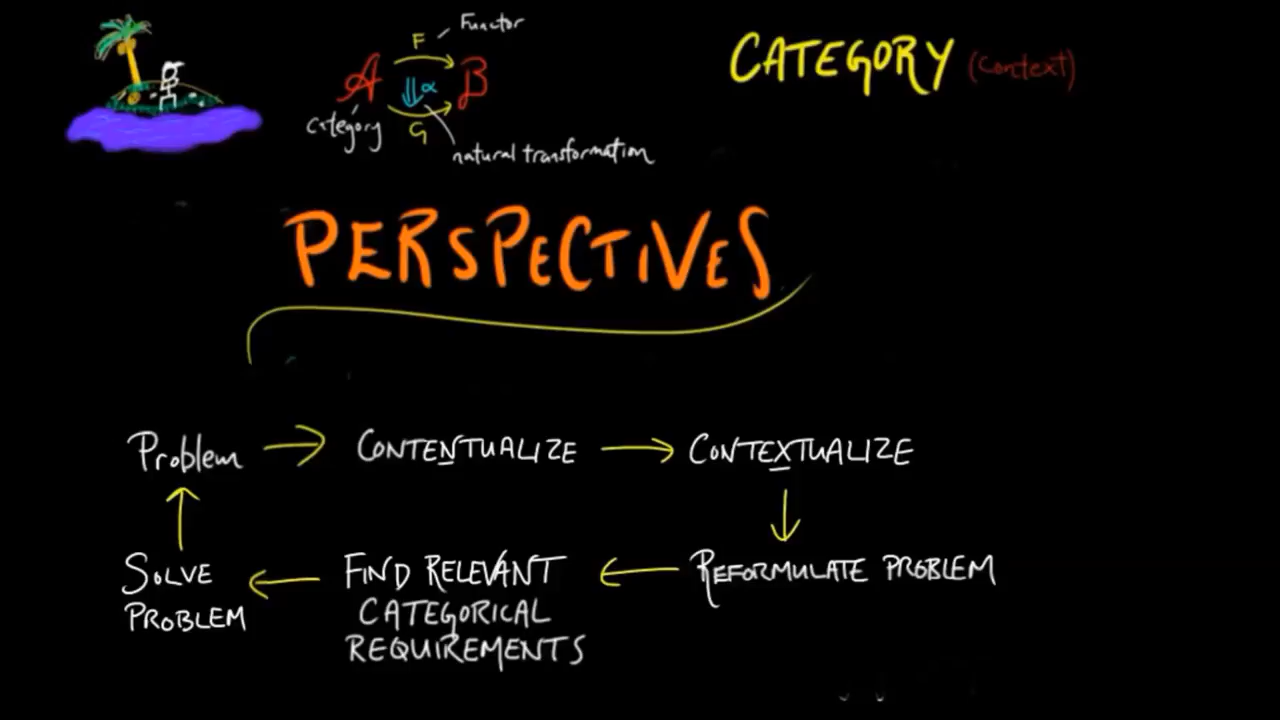 F
Functor
A
B
α
G
category
natural transformation
CATEGORY (context)
PERSPECTIVES
Problem
CONTENTUALIZE
CONTEXTUALIZE
SOLVE
PROBLEM
FIND RELEVANT
CATEGORICAL
REQUIREMENTS
REFORMULATE PROBLEM